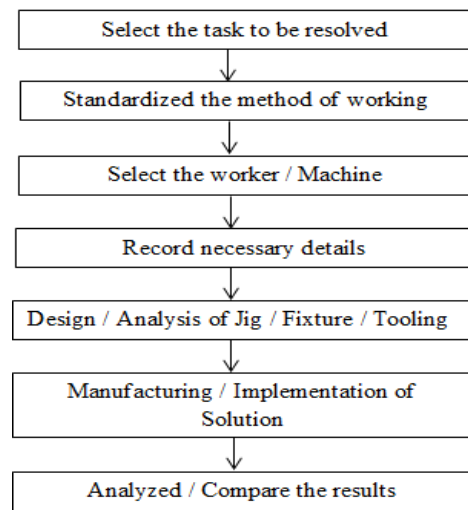 Select the task to be resolved
Standardized the method of working
Select the worker / Machine
Record necessary details
Design / Analysis of Jig / Fixture / Tooling
Manufacturing / Implementation of
Solution
Analyzed / Compare the results